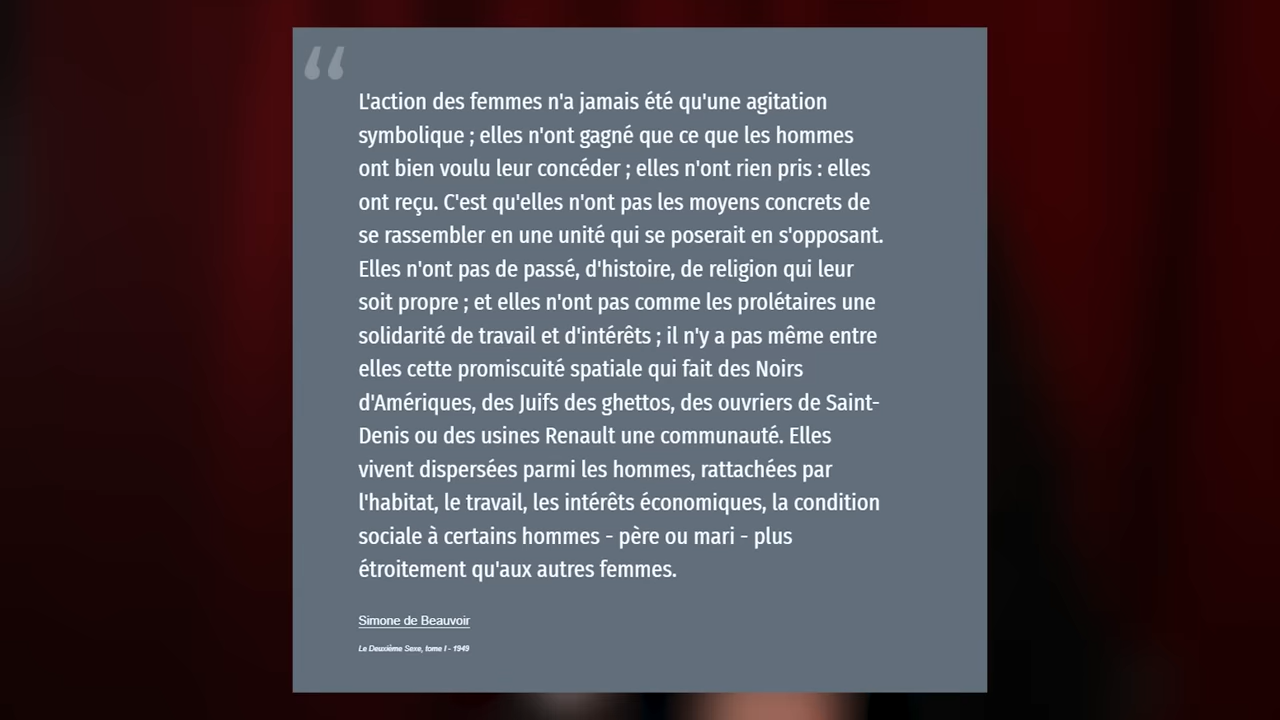 “
L'action des femmes n'a jamais été qu'une agitation
symbolique ; elles n'ont gagné que ce que les hommes
ont bien voulu leur concéder ; elles n'ont rien pris : elles
ont reçu. C'est qu'elles n'ont pas les moyens concrets de
se rassembler en une unité qui se poserait en s'opposant.
Elles n'ont pas de passé, d'histoire, de religion qui leur
soit propre ; et elles n'ont pas comme les prolétaires une
solidarité de travail et d'intérêts ; il n'y a pas même entre
elles cette promiscuité spatiale qui fait des Noirs
d'Amériques, des Juifs des ghettos, des ouvriers de Saint-
Denis ou des usines Renault une communauté. Elles
vivent dispersées parmi les hommes, rattachées par
l'habitat, le travail, les intérêts économiques, la condition
sociale à certains hommes - père ou mari - plus
étroitement qu'aux autres femmes.
Simone de Beauvoir
Le Deuxième Sexe, tome I - 1949